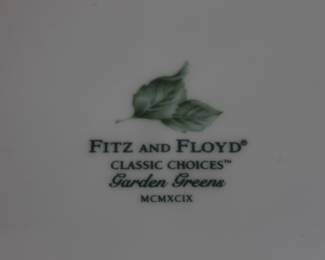 FITZ AND FLOYD®
CLASSIC CHOICES™
Garden Greens
MCMXCIX